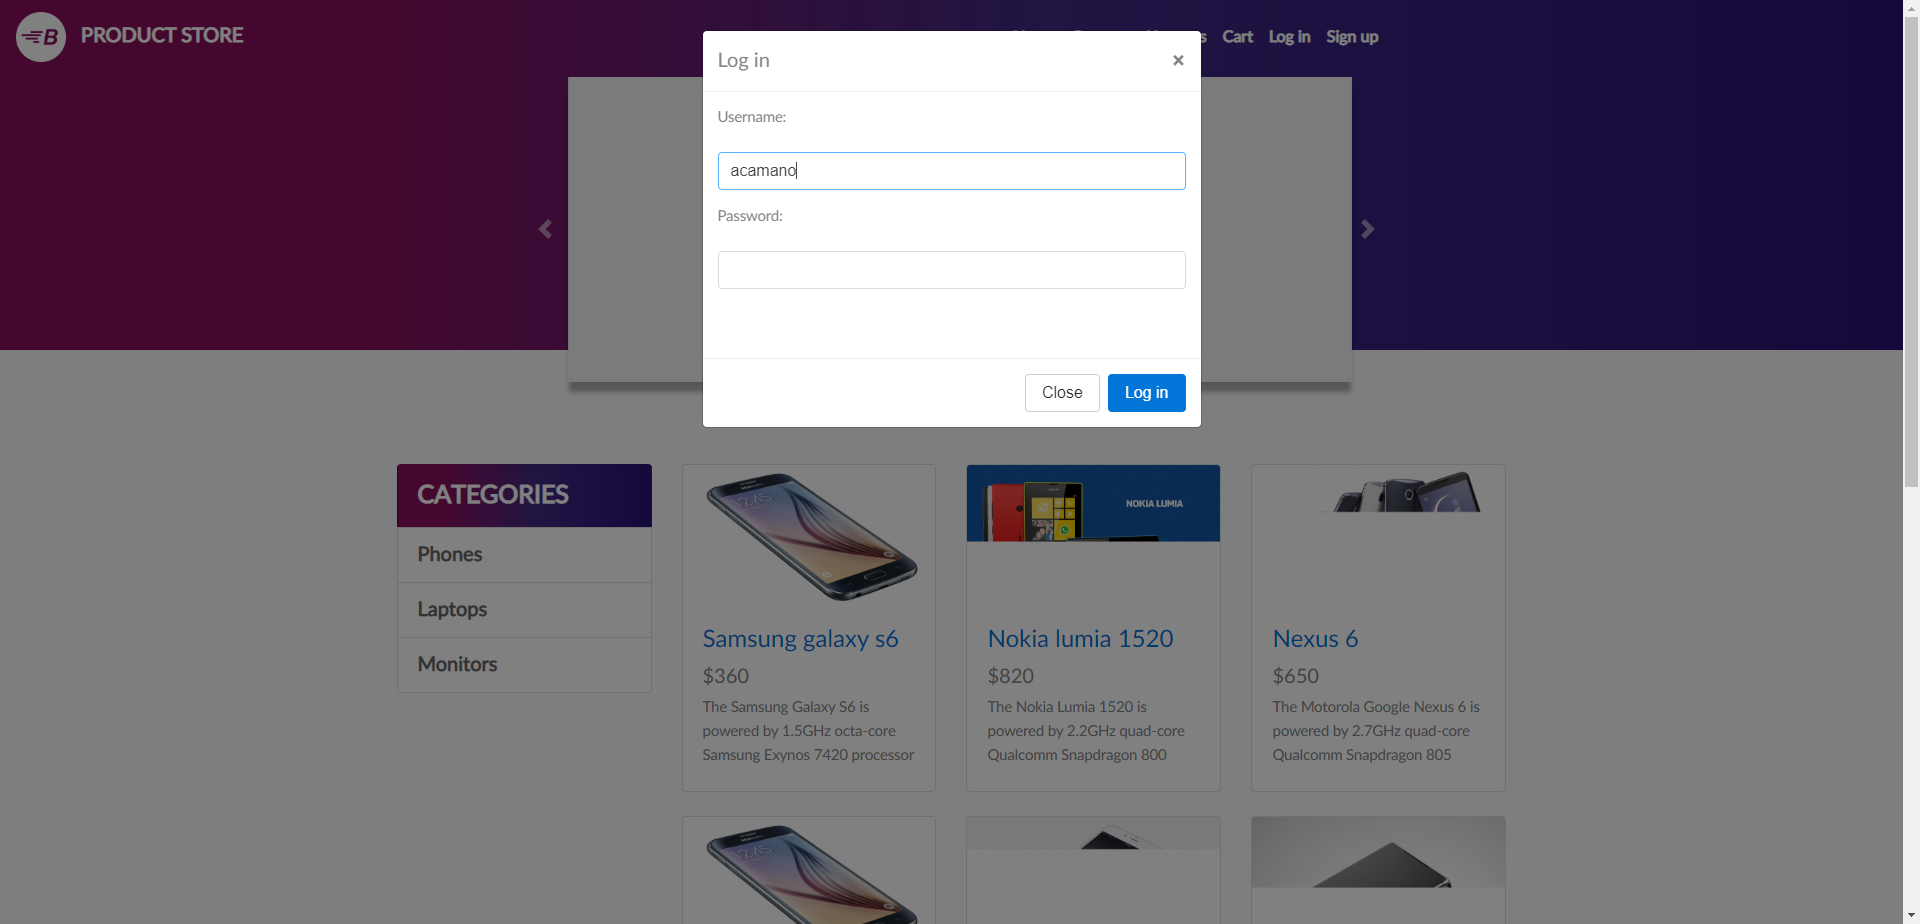 B PRODUCT STORE
Cart Log in Sign up
Log in
×
Username:
acamano
Password:
Close Log in
CATEGORIES
Phones
Laptops
Monitors
NOKIA LUMIA
Samsung galaxy s6
$360
The Samsung Galaxy S6 is
powered by 1.5GHz octa-core
Samsung Exynos 7420 processor
Nokia lumia 1520
$820
The Nokia Lumia 1520 is
powered by 2.2GHz quad-core
Qualcomm Snapdragon 800
Nexus 6
$650
The Motorola Google Nexus 6 is
powered by 2.7GHz quad-core
Qualcomm Snapdragon 805
12:45